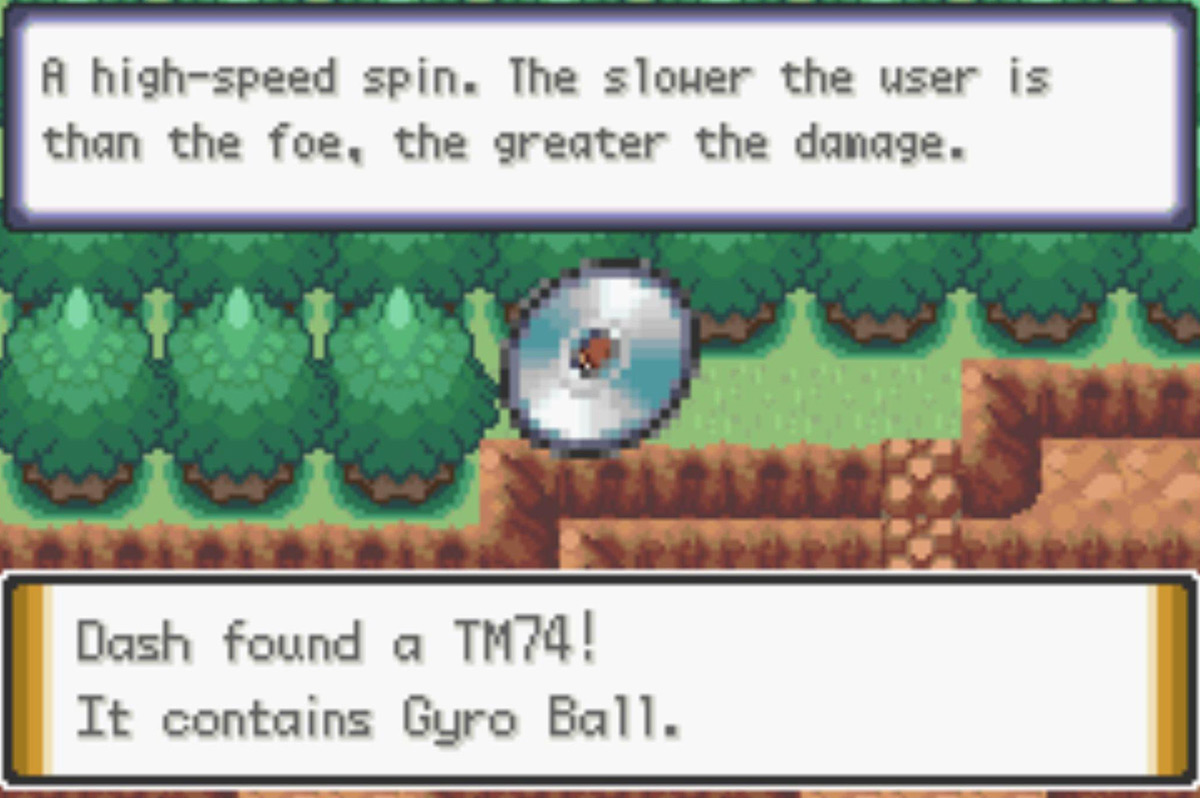 A high-speed spin. The slower the user is
than the foe, the greater the damage.
Dash found a TM74!
It contains Gyro Ball.